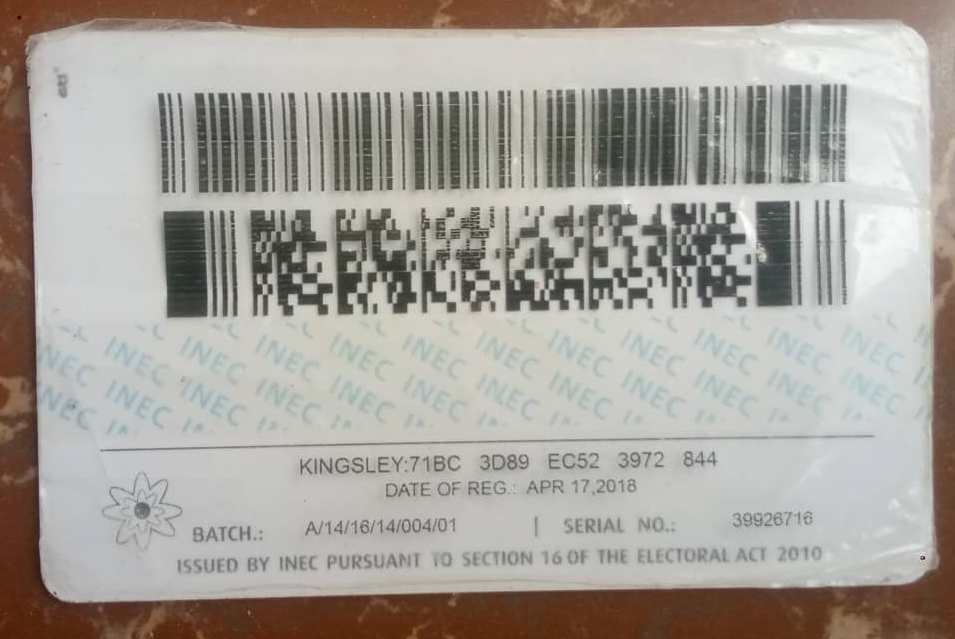 INEC INEC INEC INEC INEC INEC INEC INEC INEC INEC INEC
INEC INEC INEC INEC INEC INEC INEC INEC INEC INEC INEC
KINGSLEY:71BC 3D89 EC52 3972 844
DATE OF REG.: APR 17,2018
BATCH.: A/14/16/14/004/01 | SERIAL NO.: 39926716
ISSUED BY INEC PURSUANT TO SECTION 16 OF THE ELECTORAL ACT 2010